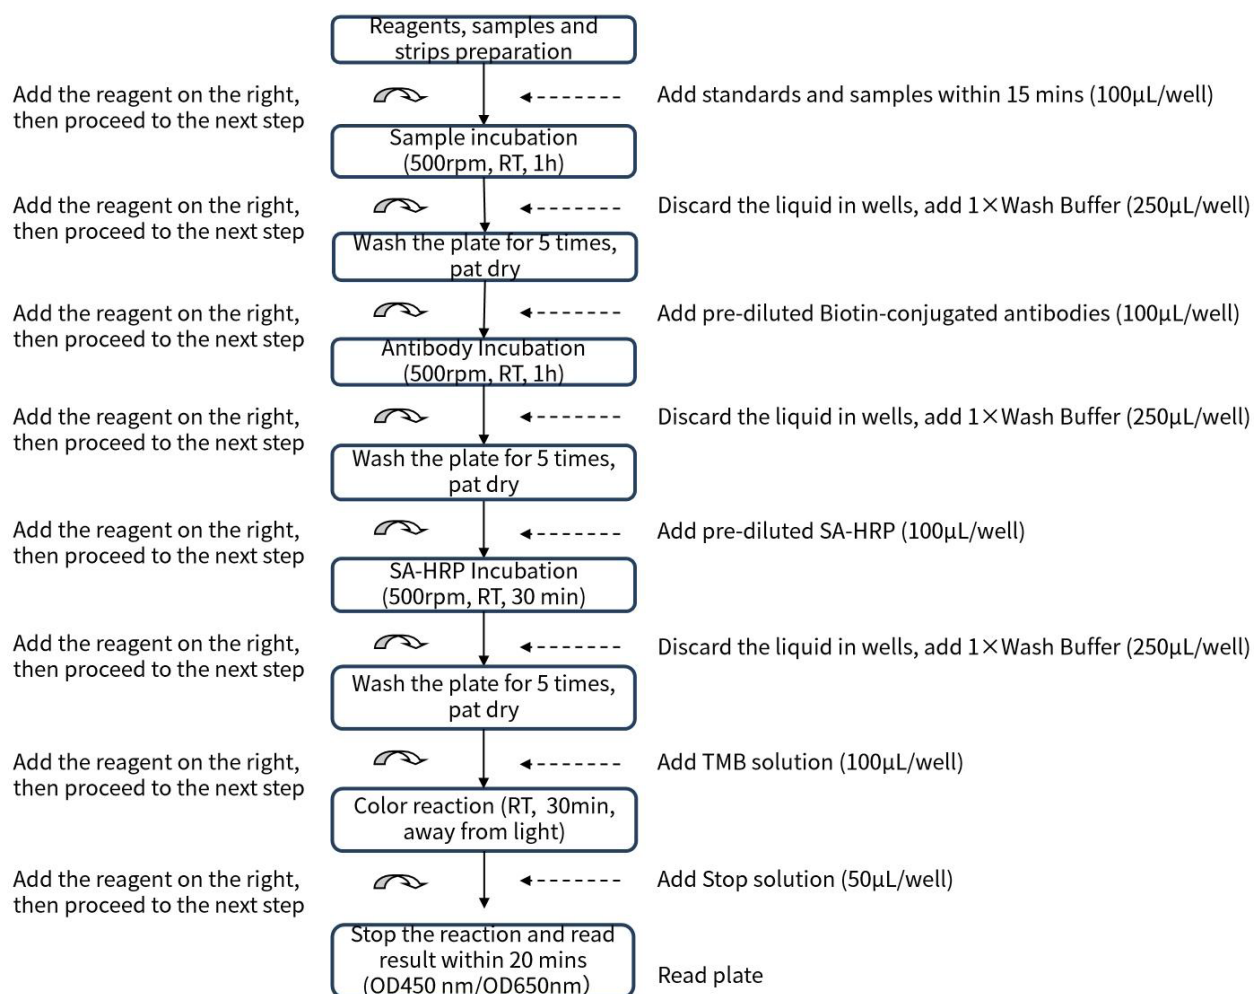 Reagents, samples and
strips preparation
Add the reagent on the right,
then proceed to the next step
Add standards and samples within 15 mins (100μL/well)
Sample incubation
(500rpm, RT, 1h)
Add the reagent on the right,
then proceed to the next step
Discard the liquid in wells, add 1×Wash Buffer (250μL/well)
Wash the plate for 5 times,
pat dry
Add the reagent on the right,
then proceed to the next step
Add pre-diluted Biotin-conjugated antibodies (100μL/well)
Antibody Incubation
(500rpm, RT, 1h)
Add the reagent on the right,
then proceed to the next step
Discard the liquid in wells, add 1×Wash Buffer (250μL/well)
Wash the plate for 5 times,
pat dry
Add the reagent on the right,
then proceed to the next step
Add pre-diluted SA-HRP (100μL/well)
SA-HRP Incubation
(500rpm, RT, 30 min)
Add the reagent on the right,
then proceed to the next step
Discard the liquid in wells, add 1×Wash Buffer (250μL/well)
Wash the plate for 5 times,
pat dry
Add the reagent on the right,
then proceed to the next step
Add TMB solution (100μL/well)
Color reaction (RT, 30min,
away from light)
Add the reagent on the right,
then proceed to the next step
Add Stop solution (50μL/well)
Stop the reaction and read
result within 20 mins
(OD450 nm/OD650nm)
Read plate